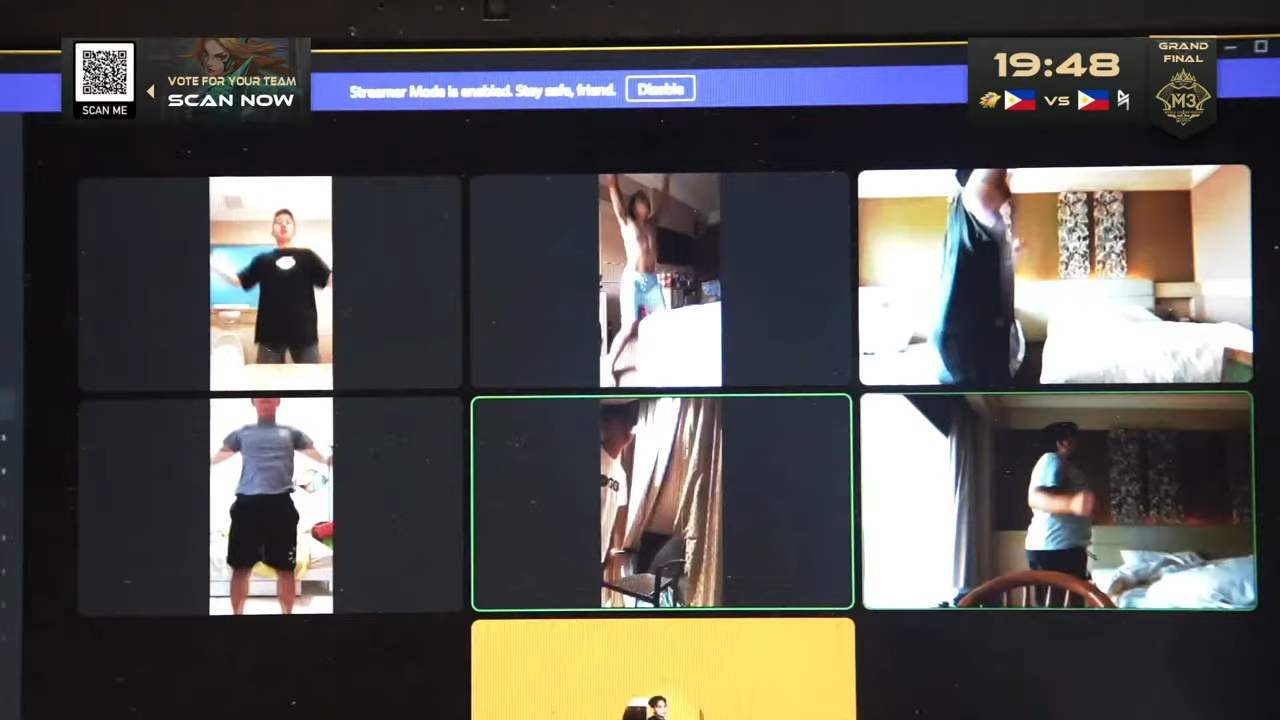 SCAN ME
VOTE FOR YOUR TEAM
SCAN NOW
Streamer Mode is enabled. Stay safe, friend.
Disable
19:48
VS
GRAND
FINAL
M3